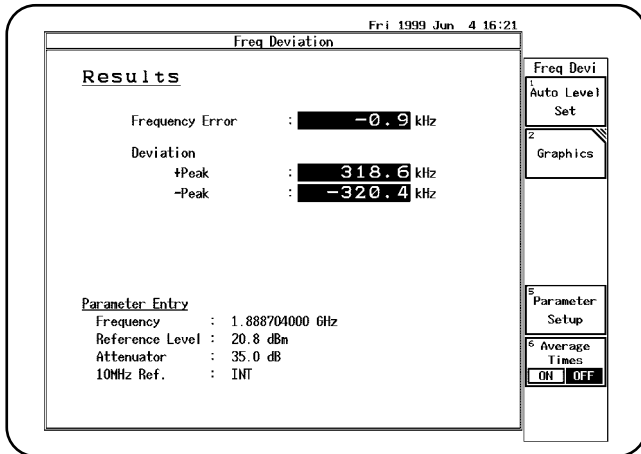 Fri 1999 Jun 4 16:21
Freq Deviation
Results
Frequency Error : -0.9 kHz
Deviation
+Peak : 318.6 kHz
-Peak : -320.4 kHz
Parameter Entry
Frequency : 1.888704000 GHz
Reference Level : 20.8 dBm
Attenuator : 35.0 dB
10MHz Ref. : INT
Freq Devi
1
Auto Level
Set
2
Graphics
5
Parameter
Setup
6 Average
Times
ON OFF